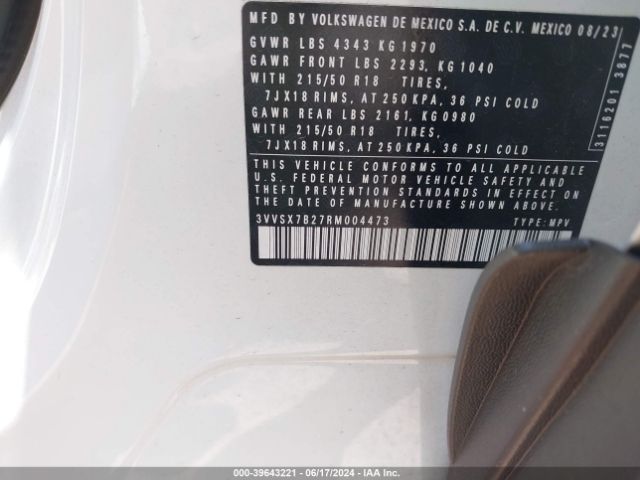 MFD BY VOLKSWAGEN DE MEXICO S.A. DE C.V. MEXICO 08/23
GVWR LBS 4343 KG 1970
GAWR FRONT LBS 2293, KG 1040
WITH 215/50 R18 TIRES,
7JX18 RIMS, AT 250 KPA, 36 PSI COLD
GAWR REAR LBS 2161, KG0980
WITH 215/50 R18 TIRES,
7JX18 RIMS, AT 250 KPA, 36 PSI COLD
THIS VEHICLE CONFORMS TO ALL APPLICABLE
U.S. FEDERAL MOTOR VEHICLE SAFETY AND
THEFT PREVENTION STANDARDS IN EFFECT ON
THE DATE OF MANUFACTURE SHOWN ABOVE.
3VVSX7B27RM004473 TYPE: MPV
3116201 3877
000-39643221 - 06/17/2024 - IAA Inc.